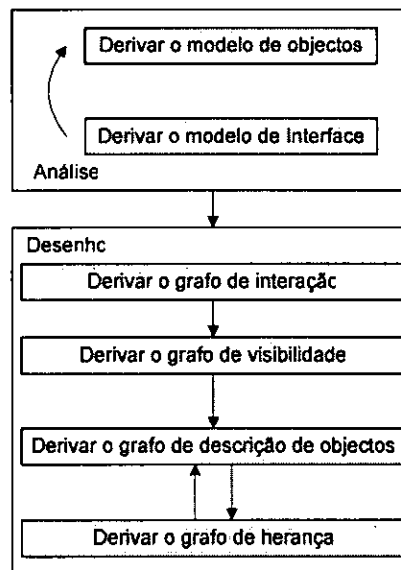 Derivar o modelo de objectos
Derivar o modelo de Interface
Análise
Desenhc
Derivar o grafo de interação
Derivar o grafo de visibilidade
Derivar o grafo de descrição de objectos
Derivar o grafo de herança